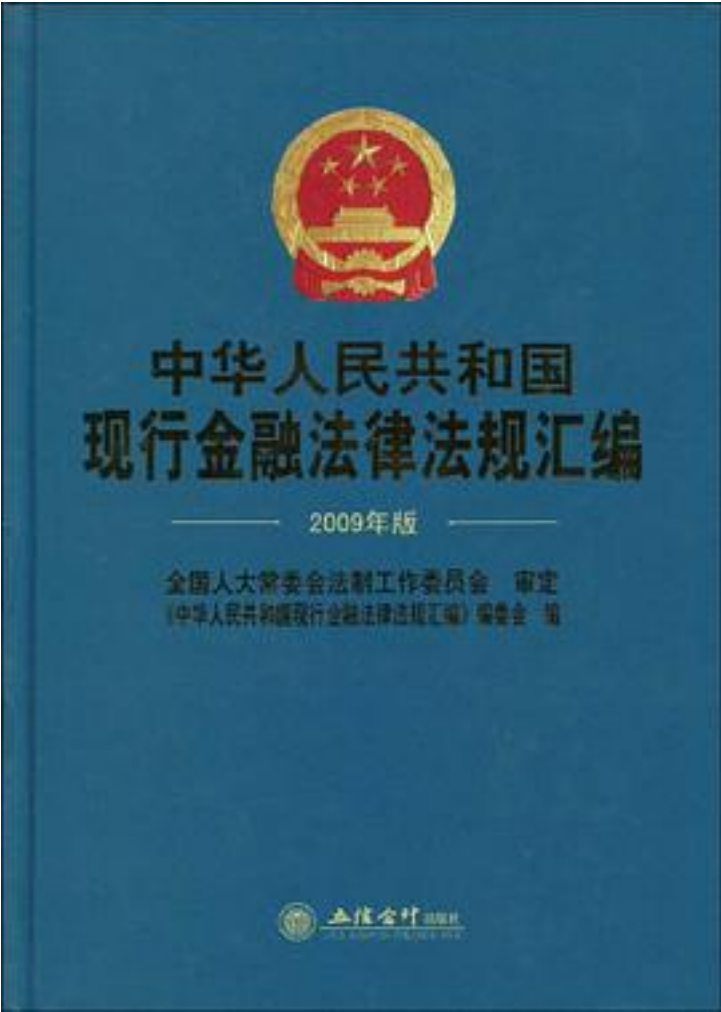 中华人民共和国
现行金融法律法规汇编
2009年版
全国人大常委会法制工作委员会 审定
《中华人民共和国现行金融法律法规汇编》编委会 编
立信会计出版社